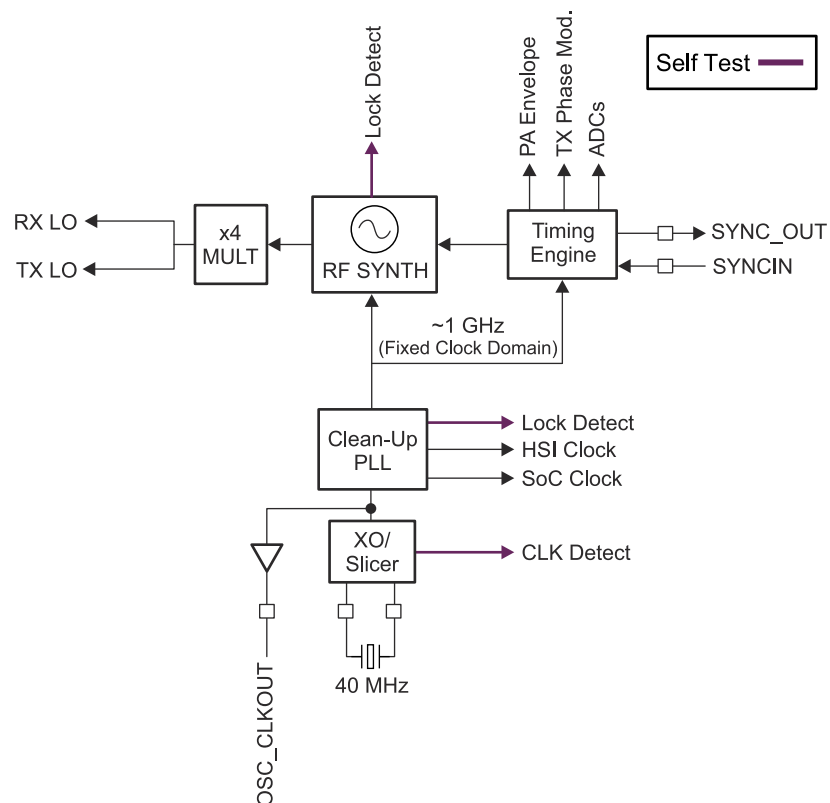 Lock Detect
PA Envelope
TX Phase Mod.
ADCs
Self Test
RX LO
TX LO
x4
MULT
RF SYNTH
Timing
Engine
SYNC_OUT
SYNCIN
~1 GHz
(Fixed Clock Domain)
Clean-Up
PLL
Lock Detect
HSI Clock
SoC Clock
XO/
Slicer
CLK Detect
40 MHz
OSC_CLKOUT